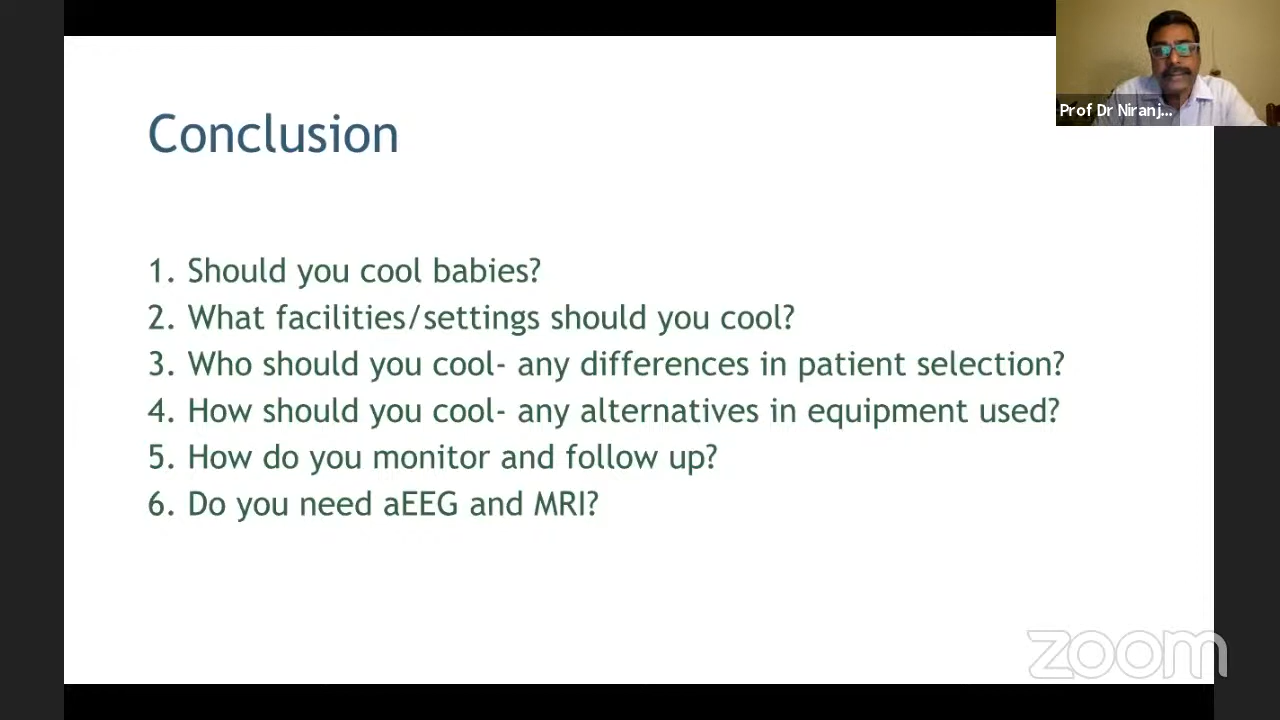 Prof Dr Niranj...
Conclusion
1. Should you cool babies?
2. What facilities/settings should you cool?
3. Who should you cool- any differences in patient selection?
4. How should you cool- any alternatives in equipment used?
5. How do you monitor and follow up?
6. Do you need aEEG and MRI?
zoom